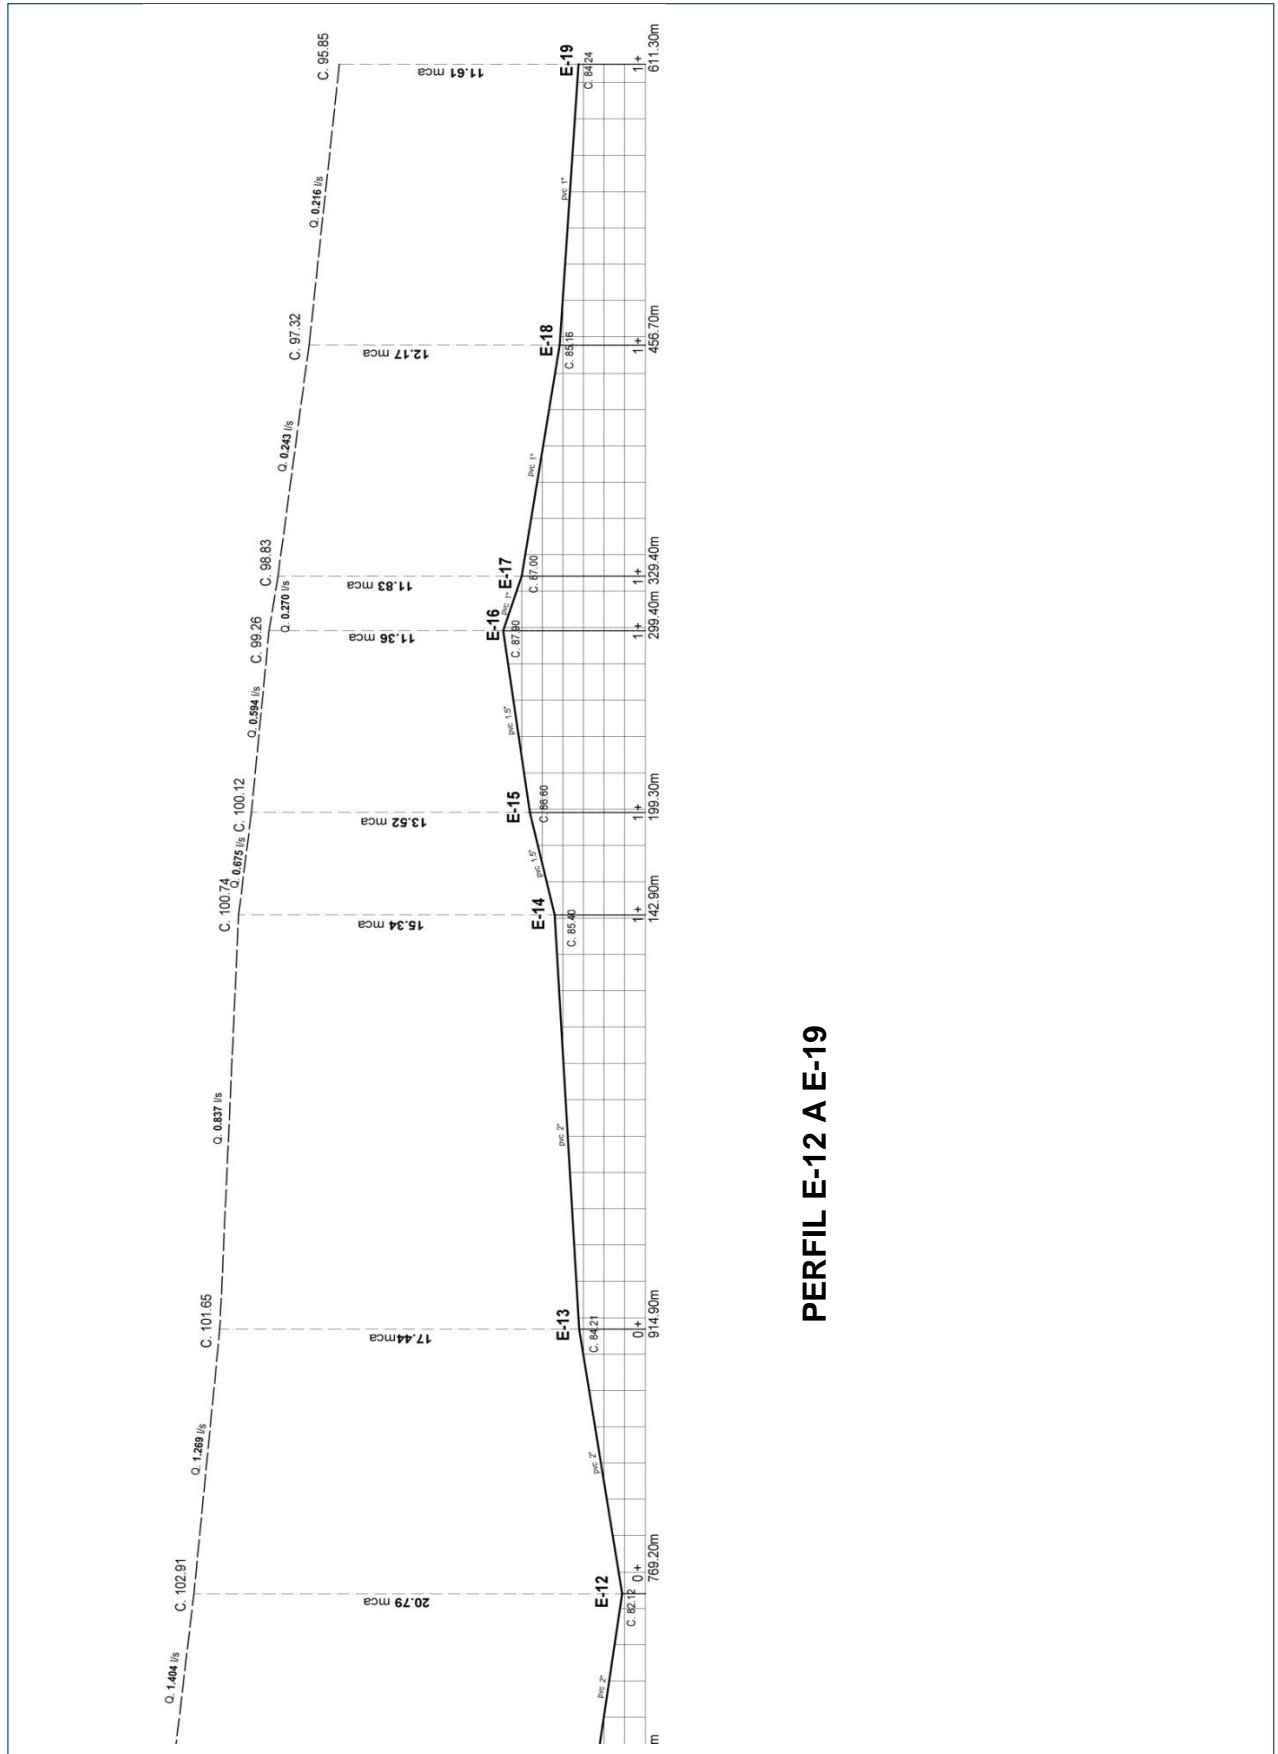 C. 102.91
C. 101.65
C. 100.74
C. 100.12
C. 99.26
C. 98.83
C. 97.32
C. 95.85
Q. 1.404 l/s
Q. 1.269 l/s
Q. 0.837 l/s
Q. 0.675 l/s
Q. 0.594 l/s
Q. 0.270 l/s
Q. 0.243 l/s
Q. 0.216 l/s
20.79 mca
17.44 mca
15.34 mca
13.52 mca
11.36 mca
11.83 mca
12.17 mca
11.61 mca
E-12
E-13
E-14
E-15
E-16
E-17
E-18
E-19
pvc 2"
pvc 2"
pvc 2"
pvc 1.5"
pvc 1.5"
pvc 1"
pvc 1"
pvc 1"
C. 82.12
C. 84.21
C. 85.40
C. 86.60
C. 87.90
C. 87.00
C. 85.16
C. 84.24
m
0+
769.20m
0+
914.90m
1+
142.90m
1+
199.30m
1+
299.40m
1+
329.40m
1+
456.70m
1+
611.30m
PERFIL E-12 A E-19